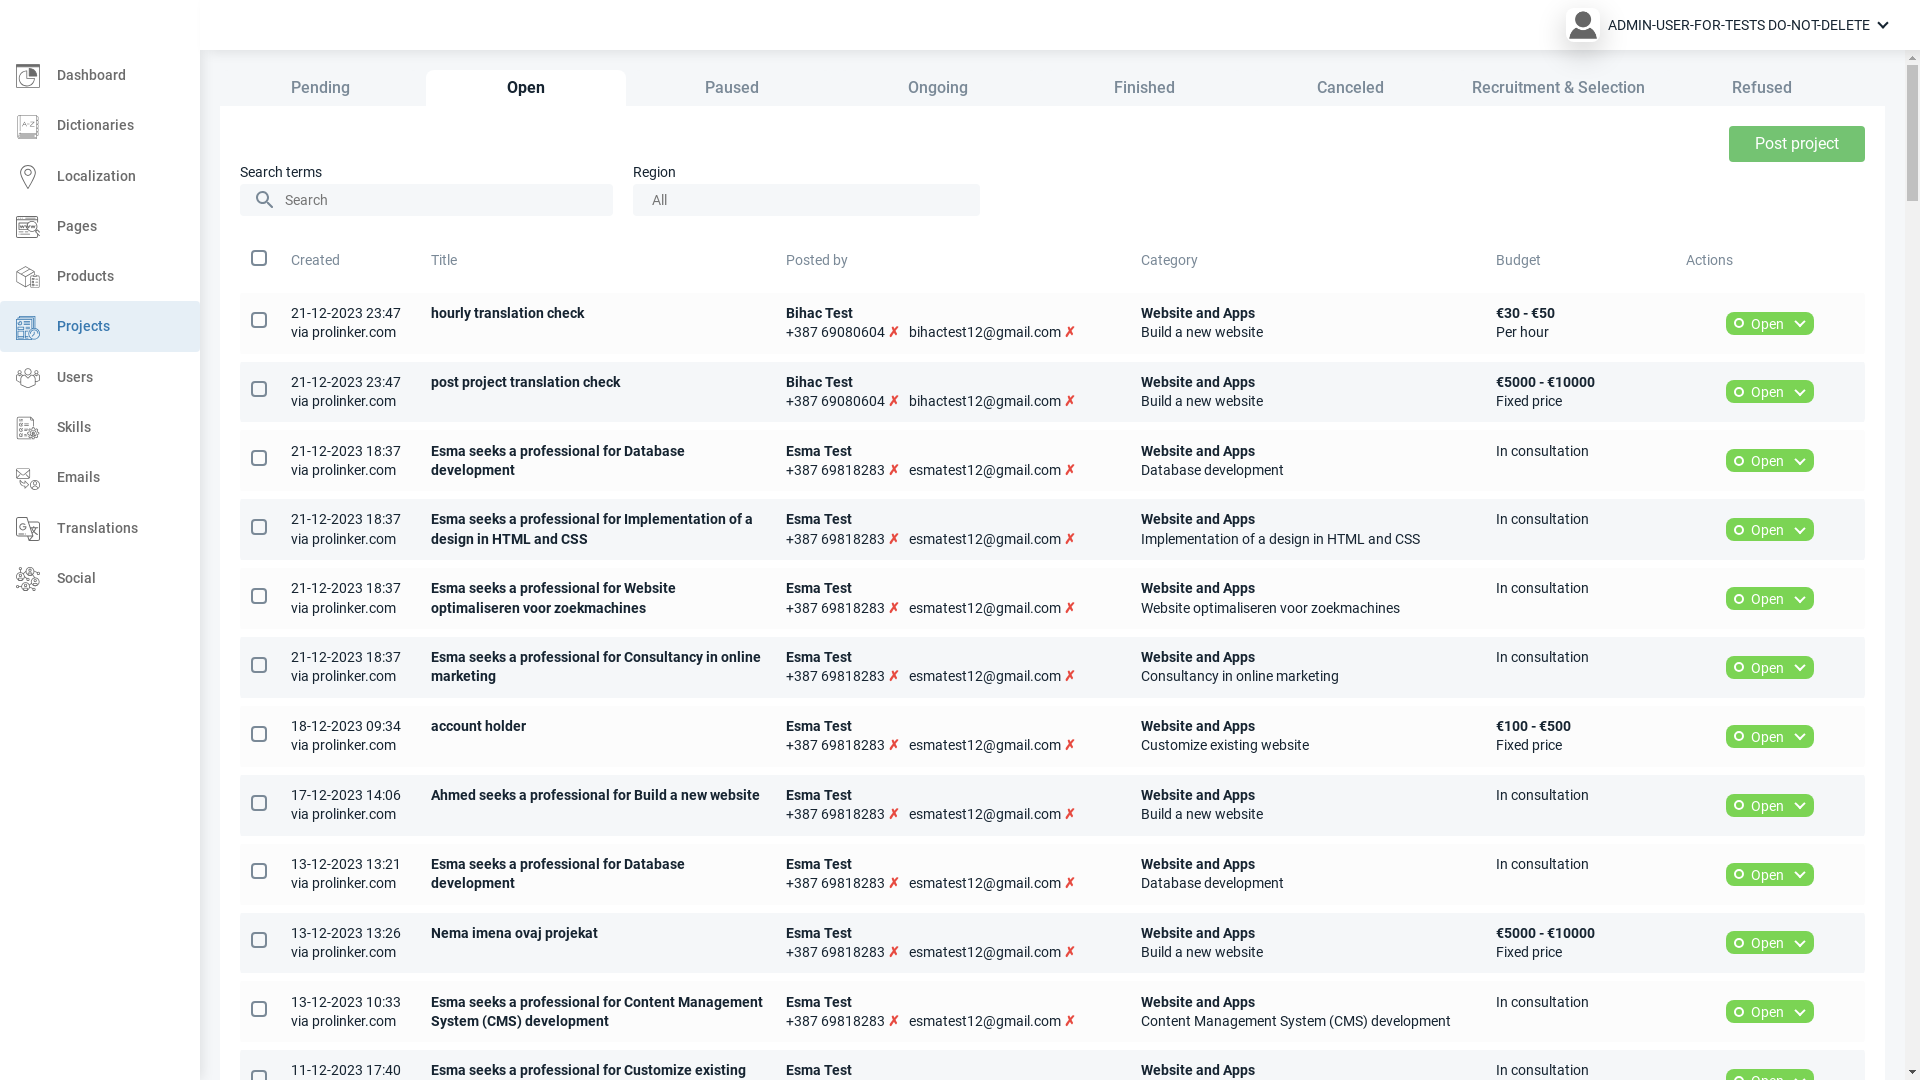 ADMIN-USER-FOR-TESTS DO-NOT-DELETE
Dashboard
Dictionaries
Localization
Pages
Products
Projects
Users
Skills
Emails
Translations
Social
Pending Open Paused Ongoing Finished Canceled Recruitment & Selection Refused
Post project
Search terms Region
Search All
Created Title Posted by Category Budget Actions
21-12-2023 23:47 hourly translation check Bihac Test Website and Apps €30 - €50 Open
via prolinker.com +387 69080604 ✗ bihactest12@gmail.com ✗ Build a new website Per hour
21-12-2023 23:47 post project translation check Bihac Test Website and Apps €5000 - €10000 Open
via prolinker.com +387 69080604 ✗ bihactest12@gmail.com ✗ Build a new website Fixed price
21-12-2023 18:37 Esma seeks a professional for Database Esma Test Website and Apps In consultation Open
via prolinker.com development +387 69818283 ✗ esmatest12@gmail.com ✗ Database development
21-12-2023 18:37 Esma seeks a professional for Implementation of a Esma Test Website and Apps In consultation Open
via prolinker.com design in HTML and CSS +387 69818283 ✗ esmatest12@gmail.com ✗ Implementation of a design in HTML and CSS
21-12-2023 18:37 Esma seeks a professional for Website Esma Test Website and Apps In consultation Open
via prolinker.com optimaliseren voor zoekmachines +387 69818283 ✗ esmatest12@gmail.com ✗ Website optimaliseren voor zoekmachines
21-12-2023 18:37 Esma seeks a professional for Consultancy in online Esma Test Website and Apps In consultation Open
via prolinker.com marketing +387 69818283 ✗ esmatest12@gmail.com ✗ Consultancy in online marketing
18-12-2023 09:34 account holder Esma Test Website and Apps €100 - €500 Open
via prolinker.com +387 69818283 ✗ esmatest12@gmail.com ✗ Customize existing website Fixed price
17-12-2023 14:06 Ahmed seeks a professional for Build a new website Esma Test Website and Apps In consultation Open
via prolinker.com +387 69818283 ✗ esmatest12@gmail.com ✗ Build a new website
13-12-2023 13:21 Esma seeks a professional for Database Esma Test Website and Apps In consultation Open
via prolinker.com development +387 69818283 ✗ esmatest12@gmail.com ✗ Database development
13-12-2023 13:26 Nema imena ovaj projekat Esma Test Website and Apps €5000 - €10000 Open
via prolinker.com +387 69818283 ✗ esmatest12@gmail.com ✗ Build a new website Fixed price
13-12-2023 10:33 Esma seeks a professional for Content Management Esma Test Website and Apps In consultation Open
via prolinker.com System (CMS) development +387 69818283 ✗ esmatest12@gmail.com ✗ Content Management System (CMS) development
11-12-2023 17:40 Esma seeks a professional for Customize existing Esma Test Website and Apps In consultation Open